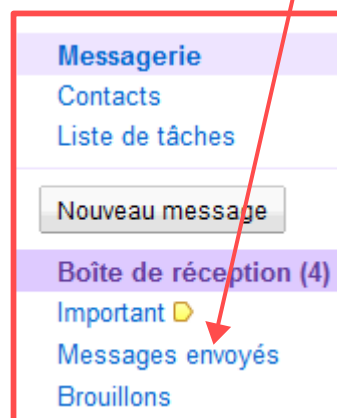 Messagerie
Contacts
Liste de tâches
Nouveau message
Boîte de réception (4)
Important
Messages envoyés
Brouillons